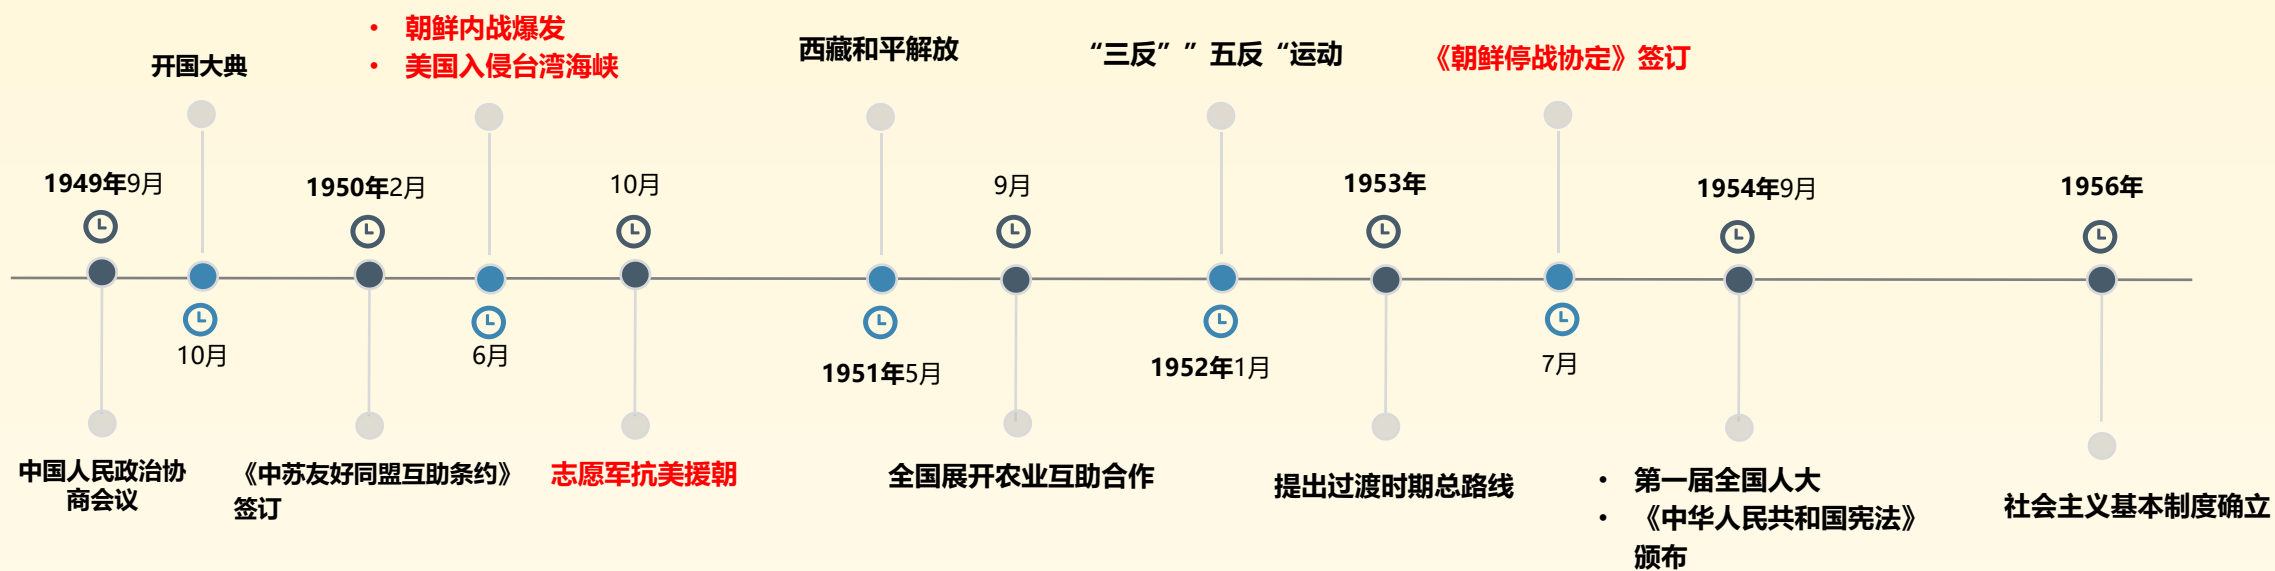 • 朝鲜内战爆发
• 美国入侵台湾海峡
开国大典
西藏和平解放
“三反””五反“运动
《朝鲜停战协定》签订
1949年9月
1950年2月
10月
9月
1953年
1954年9月
1956年
10月
6月
1951年5月
1952年1月
7月
中国人民政治协
商会议
《中苏友好同盟互助条约》
签订
志愿军抗美援朝
全国展开农业互助合作
提出过渡时期总路线
• 第一届全国人大
• 《中华人民共和国宪法》
颁布
社会主义基本制度确立